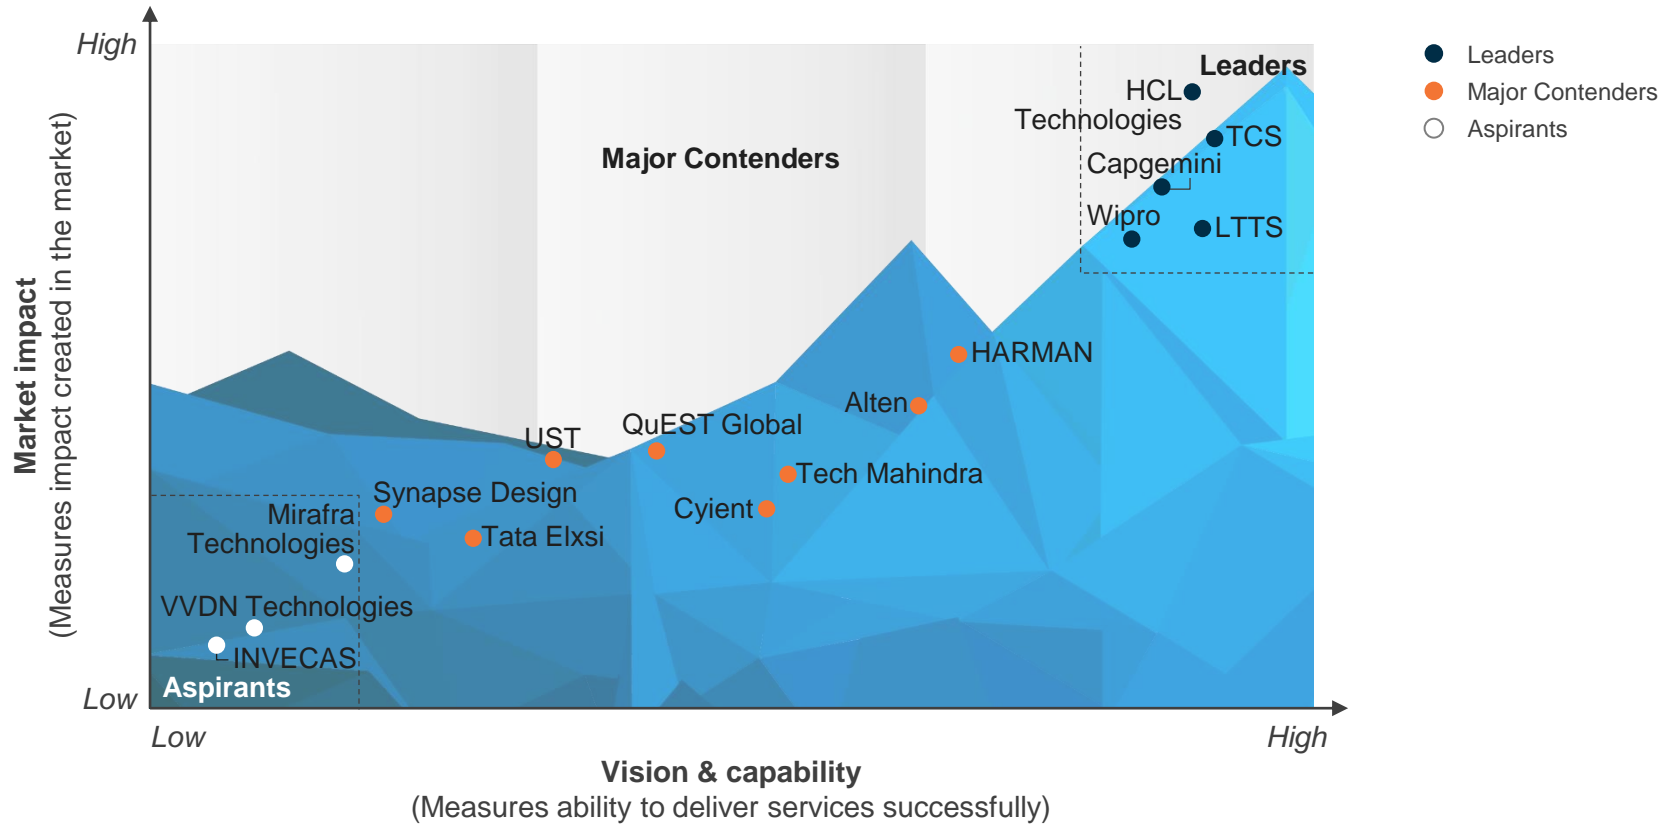 High
Leaders
HCL
Technologies
TCS
Capgemini
Wipro
LTTS
Major Contenders
HARMAN
Alten
QuEST Global
UST
Tech Mahindra
Synapse Design
Cyient
Tata Elxsi
Mirafra
Technologies
VVDN Technologies
INVECAS
Aspirants
Low
Market impact
(Measures impact created in the market)
Low
High
Vision & capability
(Measures ability to deliver services successfully)
Leaders
Major Contenders
Aspirants